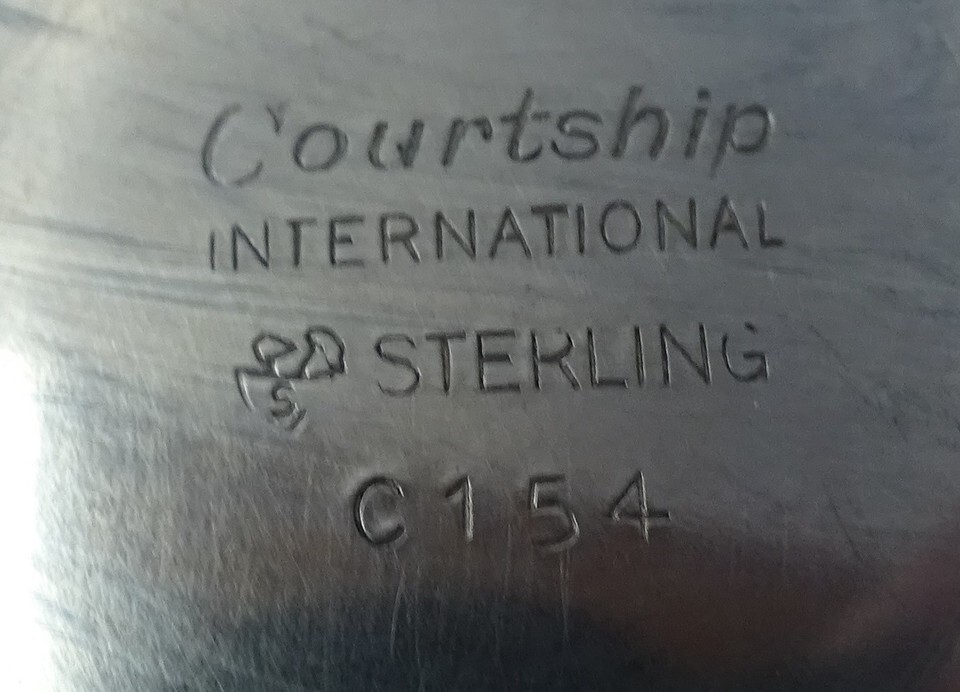 Courtship
INTERNATIONAL
S STERLING
C154